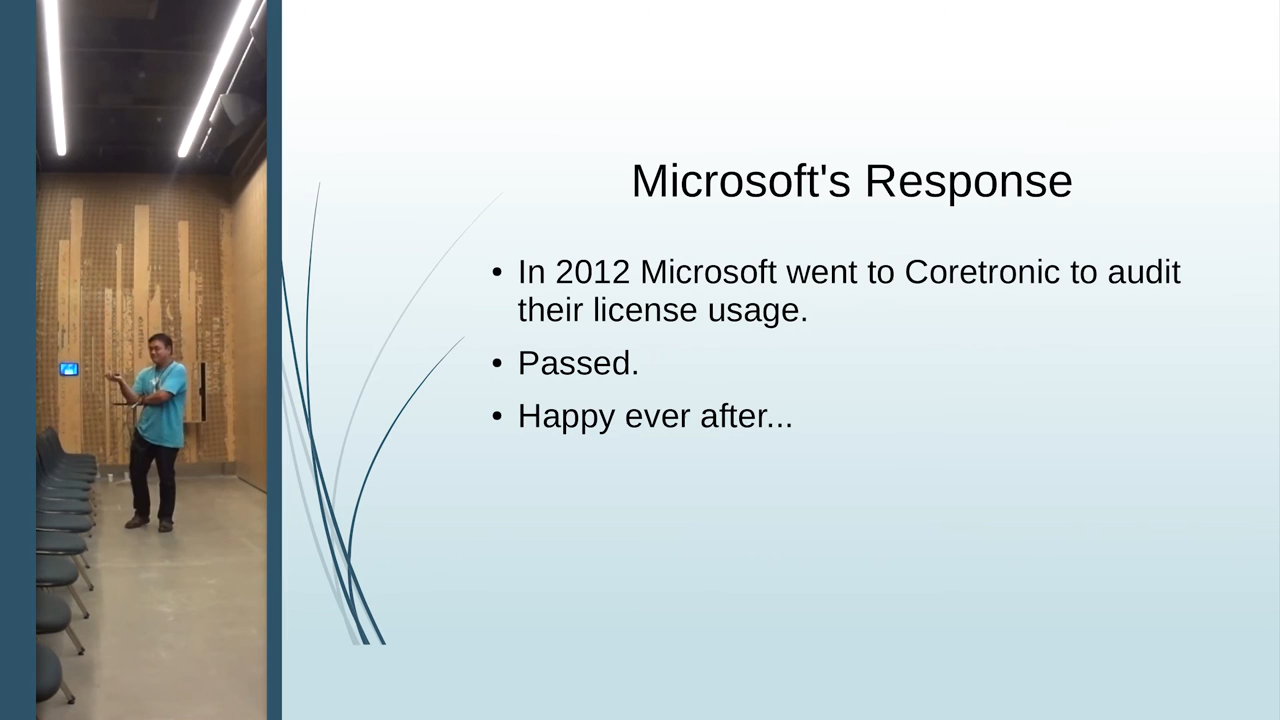 Microsoft's Response
• In 2012 Microsoft went to Coretronic to audit
their license usage.
• Passed.
• Happy ever after...